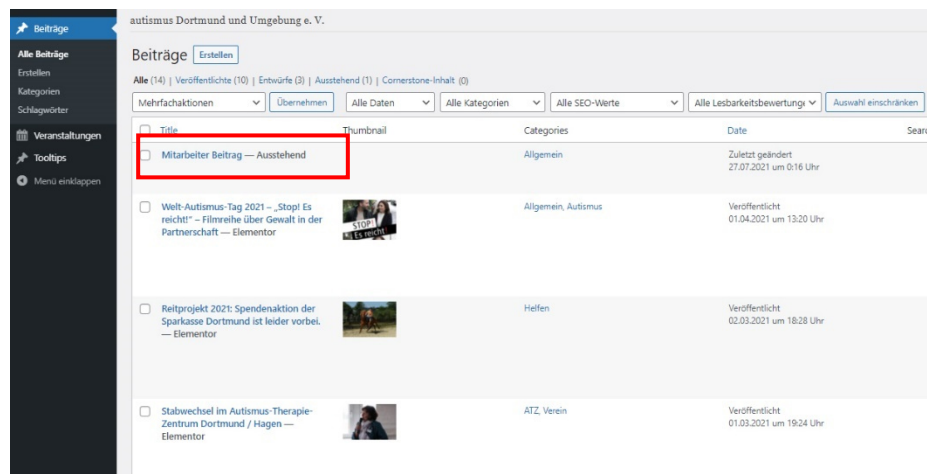 autismus Dortmund und Umgebung e. V.
Beiträge
Alle Beiträge
Erstellen
Kategorien
Schlagwörter
Veranstaltungen
Tooltips
Menü einklappen
Beiträge Erstellen
Alle (14) | Veröffentlichte (10) | Entwürfe (3) | Ausstehend (1) | Cornerstone-Inhalt (0)
Mehrfachaktionen Übernehmen Alle Daten Alle Kategorien Alle SEO-Werte Alle Lesbarkeitsbewertunge Auswahl einschränken
Title Thumbnail Categories Date Sear
Mitarbeiter Beitrag — Ausstehend Allgemein Zuletzt geändert
27.07.2021 um 0:16 Uhr
Welt-Autismus-Tag 2021 – „Stop! Es
reicht!“ – Filmreihe über Gewalt in der
Partnerschaft — Elementor
STOP!
Es reicht!
Allgemein, Autismus
Veröffentlicht
01.04.2021 um 13:20 Uhr
Reitprojekt 2021: Spendenaktion der
Sparkasse Dortmund ist leider vorbei.
— Elementor
Helfen
Veröffentlicht
02.03.2021 um 18:28 Uhr
Stabwechsel im Autismus-Therapie-
Zentrum Dortmund / Hagen —
Elementor
ATZ, Verein
Veröffentlicht
01.03.2021 um 19:24 Uhr